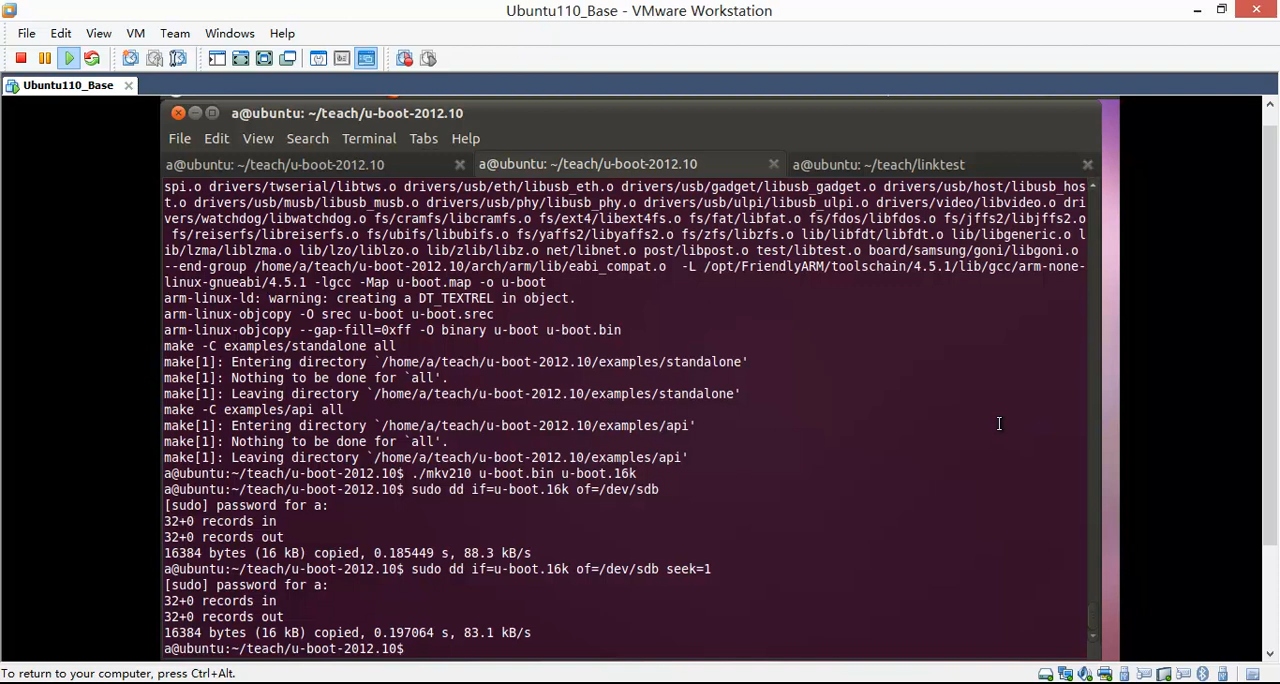 Ubuntu110_Base - VMware Workstation
File Edit View VM Team Windows Help
Ubuntu110_Base
a@ubuntu: ~/teach/u-boot-2012.10
File Edit View Search Terminal Tabs Help
a@ubuntu: ~/teach/u-boot-2012.10 a@ubuntu: ~/teach/u-boot-2012.10 a@ubuntu: ~/teach/linktest
spi.o drivers/twserial/libtws.o drivers/usb/eth/libusb_eth.o drivers/usb/gadget/libusb_gadget.o drivers/usb/host/libusb_hos
t.o drivers/usb/musb/libusb_musb.o drivers/usb/phy/libusb_phy.o drivers/usb/ulpi/libusb_ulpi.o drivers/video/libvideo.o dri
vers/watchdog/libwatchdog.o fs/cramfs/libcramfs.o fs/ext4/libext4fs.o fs/fat/libfat.o fs/fdos/libfdos.o fs/jffs2/libjffs2.o
 fs/reiserfs/libreiserfs.o fs/ubifs/libubifs.o fs/yaffs2/libyaffs2.o fs/zfs/libzfs.o lib/libfdt/libfdt.o lib/libgeneric.o l
ib/lzma/liblzma.o lib/lzo/liblzo.o lib/zlib/libz.o net/libnet.o post/libpost.o test/libtest.o board/samsung/goni/libgoni.o
--end-group /home/a/teach/u-boot-2012.10/arch/arm/lib/eabi_compat.o  -L /opt/FriendlyARM/toolschain/4.5.1/lib/gcc/arm-none-
linux-gnueabi/4.5.1 -lgcc -Map u-boot.map -o u-boot
arm-linux-ld: warning: creating a DT_TEXTREL in object.
arm-linux-objcopy -O srec u-boot u-boot.srec
arm-linux-objcopy --gap-fill=0xff -O binary u-boot u-boot.bin
make -C examples/standalone all
make[1]: Entering directory `/home/a/teach/u-boot-2012.10/examples/standalone'
make[1]: Nothing to be done for `all'.
make[1]: Leaving directory `/home/a/teach/u-boot-2012.10/examples/standalone'
make -C examples/api all
make[1]: Entering directory `/home/a/teach/u-boot-2012.10/examples/api'
make[1]: Nothing to be done for `all'.
make[1]: Leaving directory `/home/a/teach/u-boot-2012.10/examples/api'
a@ubuntu:~/teach/u-boot-2012.10$ ./mkv210 u-boot.bin u-boot.16k
a@ubuntu:~/teach/u-boot-2012.10$ sudo dd if=u-boot.16k of=/dev/sdb
[sudo] password for a:
32+0 records in
32+0 records out
16384 bytes (16 kB) copied, 0.185449 s, 88.3 kB/s
a@ubuntu:~/teach/u-boot-2012.10$ sudo dd if=u-boot.16k of=/dev/sdb seek=1
[sudo] password for a:
32+0 records in
32+0 records out
16384 bytes (16 kB) copied, 0.197064 s, 83.1 kB/s
a@ubuntu:~/teach/u-boot-2012.10$
To return to your computer, press Ctrl+Alt.